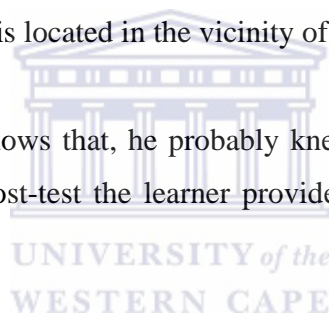 is located in the vicinity of
ows that, he probably knew
ost-test the learner provide
UNIVERSITY of the
WESTERN CAPE